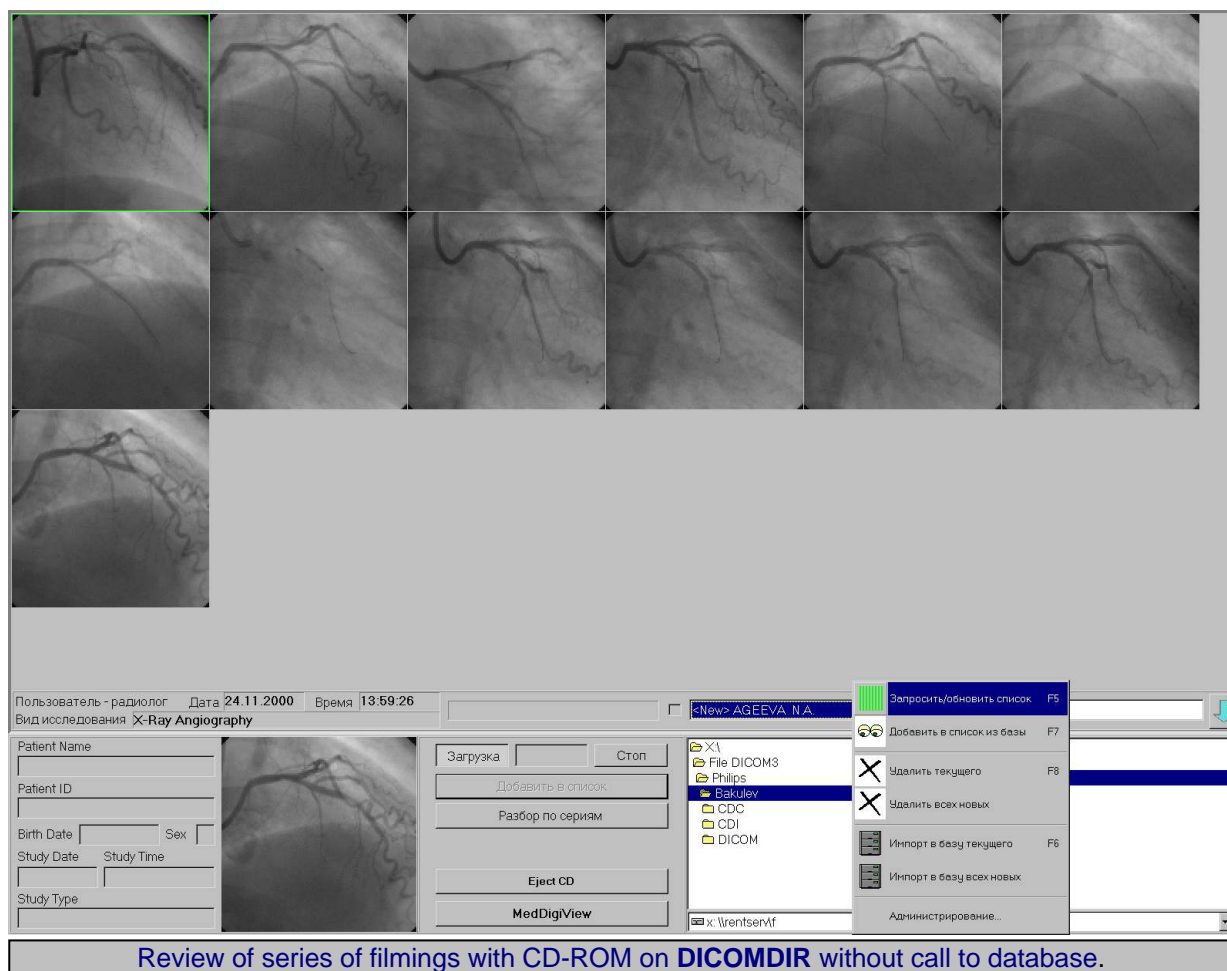 Пользователь - радиолог Дата 24.11.2000 Время 13:59:26
Вид исследования X-Ray Angiography
<New> AGEEVA N.A.
Запросить/обновить список F5
Добавить в список из базы F7
Удалить текущего F8
Удалить всех новых
Импорт в базу текущего F6
Импорт в базу всех новых
Администрирование...
Patient Name
Patient ID
Birth Date Sex
Study Date Study Time
Study Type
Загрузка Стоп
Добавить в список
Разбор по сериям
Eject CD
MedDigiView
X:\
File DICOM3
Philips
Bakulev
CDC
CDI
DICOM
x: \\rentserv\f
Review of series of filmings with CD-ROM on DICOMDIR without call to database.